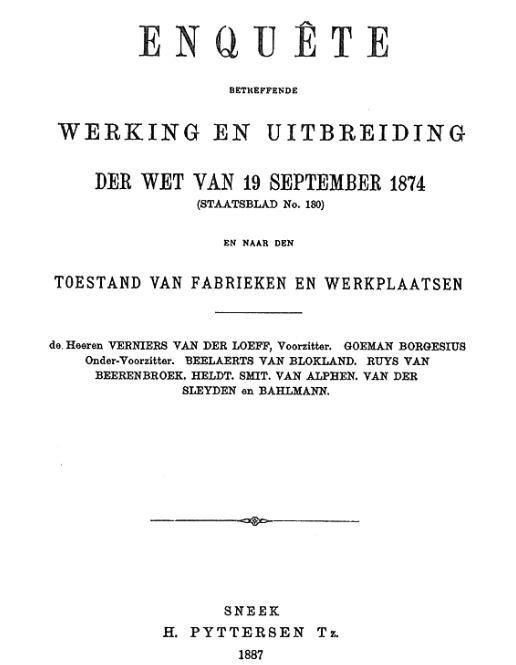 ENQUÊTE
BETREFFENDE
WERKING EN UITBREIDING
DER WET VAN 19 SEPTEMBER 1874
(STAATSBLAD No. 130)
EN NAAR DEN
TOESTAND VAN FABRIEKEN EN WERKPLAATSEN
de Heeren VERNIERS VAN DER LOEFF, Voorzitter. GOEMAN BORGESIUS
Onder-Voorzitter. BEELAERTS VAN BLOKLAND. RUYS VAN
BEERENBROEK. HELDT. SMIT. VAN ALPHEN. VAN DER
SLEYDEN en BAHLMANN.
SNEEK
H. PYTTERSEN Tz.
1887